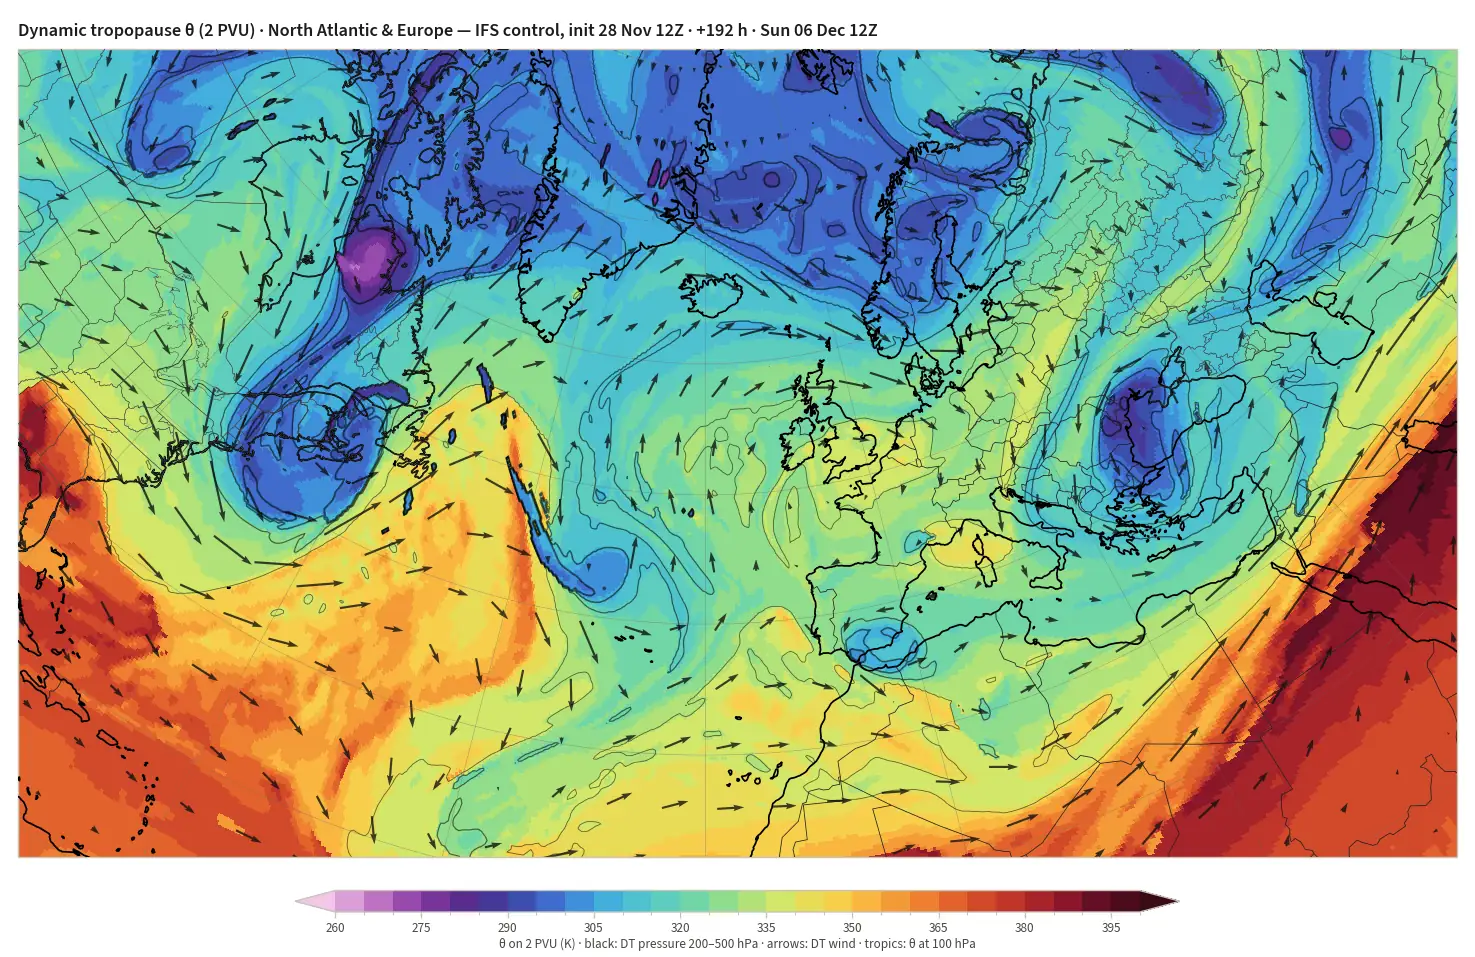 Dynamic tropopause θ (2 PVU) · North Atlantic & Europe — IFS control, init 28 Nov 12Z · +192 h · Sun 06 Dec 12Z
260 275 290 305 320 335 350 365 380 395
θ on 2 PVU (K) · black: DT pressure 200–500 hPa · arrows: DT wind · tropics: θ at 100 hPa